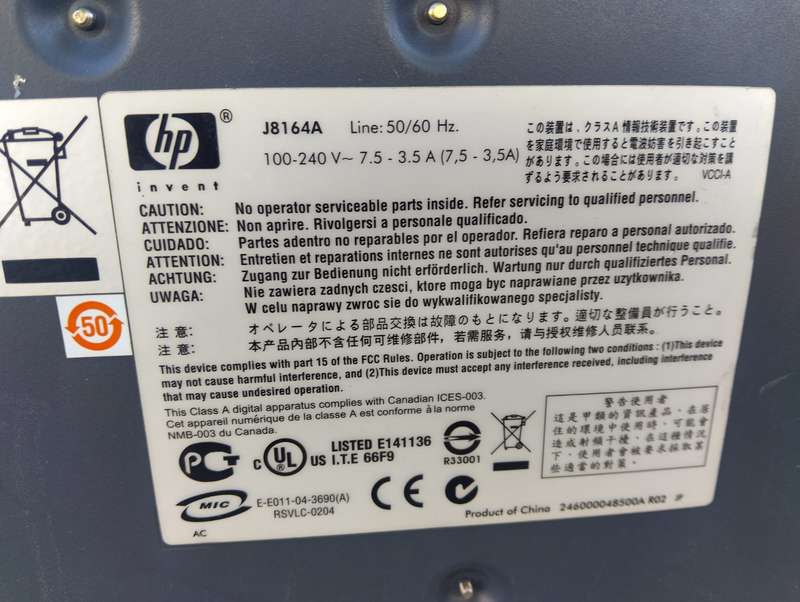 hp
®
invent
J8164A Line: 50/60 Hz.
100-240 V~ 7.5 - 3.5 A (7,5 - 3,5A)
この装置は、クラスA 情報技術装置です。この装置
を家庭環境で使用すると電波妨害を引き起こすこと
があります。この場合には使用者が適切な対策を講
ずるよう要求されることがあります。 VCCI-A
CAUTION: No operator serviceable parts inside. Refer servicing to qualified personnel.
ATTENZIONE: Non aprire. Rivolgersi a personale qualificado.
CUIDADO: Partes adentro no reparables por el operador. Refiera reparo a personal autorizado.
ATTENTION: Entretien et reparations internes ne sont autorises qu'au personnel technique qualifie.
ACHTUNG: Zugang zur Bedienung nicht erförderlich. Wartung nur durch qualifiziertes Personal.
UWAGA: Nie zawiera zadnych czesci, ktore moga byc naprawiane przez uzytkownika.
W celu naprawy zwroc sie do wykwalifikowanego specjalisty.
注 意: オペレータによる部品交換は故障のもとになります。適切な整備員が行うこと。
注 意: 本产品内部不含任何可维修部件，若需服务，请与授权维修人员联系。
This device complies with part 15 of the FCC Rules. Operation is subject to the following two conditions : (1)This device
may not cause harmful interference, and (2)This device must accept any interference received, including interference
that may cause undesired operation.
This Class A digital apparatus complies with Canadian ICES-003.
Cet appareil numérique de la classe A est conforme à la norme
NMB-003 du Canada.
警告使用者
這是甲類的資訊產品，在居
住的環境中使用時，可能會
造成射頻干擾，在這種情況
下，使用者會被要求採取某
些適當的對策。
50
PCT
c UL US LISTED E141136
I.T.E 66F9
R33001
MIC
E-E011-04-3690(A)
RSVLC-0204
AC
CE
Product of China 246000048500A R02 JP